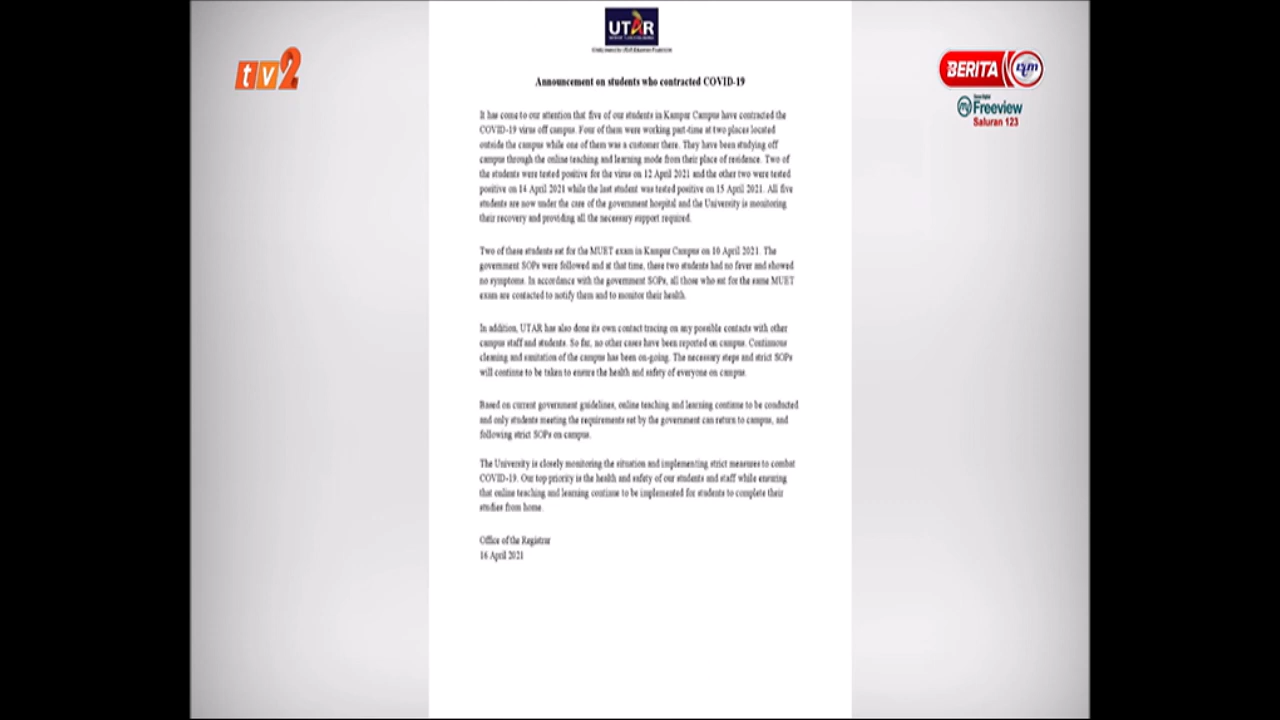 UTAR
tv2
BERITA rtm
myFreeview
Saluran 123
Announcement on students who contracted COVID-19
It has come to our attention that five of our students in Kampar Campus have contracted the
COVID-19 virus off campus. Four of them were working part-time at two places located
outside the campus while one of them was a customer there. They have been studying off
campus through the online teaching and learning mode from their place of residence. Two of
the students were tested positive for the virus on 12 April 2021 and the other two were tested
positive on 14 April 2021 while the last student was tested positive on 15 April 2021. All five
students are now under the care of the government hospital and the University is monitoring
their recovery and providing all the necessary support required.
Two of these students sat for the MUET exam in Kampar Campus on 10 April 2021. The
government SOPs were followed and at that time, these two students had no fever and showed
no symptoms. In accordance with the government SOPs, all those who sat for the same MUET
exam are contacted to notify them and to monitor their health.
In addition, UTAR has also done its own contact tracing on any possible contacts with other
campus staff and students. So far, no other cases have been reported on campus. Continuous
cleaning and sanitation of the campus has been on-going. The necessary steps and strict SOPs
will continue to be taken to ensure the health and safety of everyone on campus.
Based on current government guidelines, online teaching and learning continue to be conducted
and only students meeting the requirements set by the government can return to campus, and
following strict SOPs on campus.
The University is closely monitoring the situation and implementing strict measures to combat
COVID-19. Our top priority is the health and safety of our students and staff while ensuring
that online teaching and learning continue to be implemented for students to complete their
studies from home.
Office of the Registrar
16 April 2021